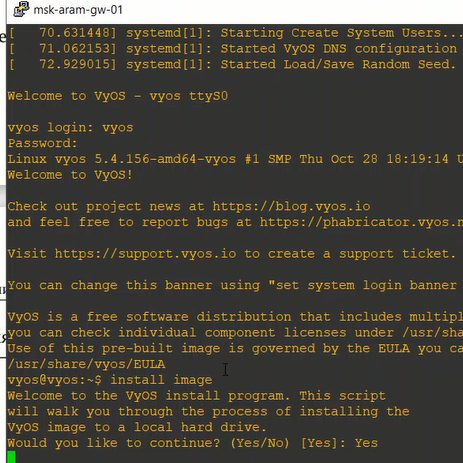 msk-aram-gw-01
[   70.631448] systemd[1]: Starting Create System Users...
[   71.062153] systemd[1]: Started VyOS DNS configuration
[   72.929015] systemd[1]: Started Load/Save Random Seed.
Welcome to VyOS - vyos ttyS0
vyos login: vyos
Password:
Linux vyos 5.4.156-amd64-vyos #1 SMP Thu Oct 28 18:19:14 U
Welcome to VyOS!
Check out project news at https://blog.vyos.io
and feel free to report bugs at https://phabricator.vyos.n
Visit https://support.vyos.io to create a support ticket.
You can change this banner using "set system login banner
VyOS is a free software distribution that includes multipl
you can check individual component licenses under /usr/sha
Use of this pre-built image is governed by the EULA you ca
/usr/share/vyos/EULA
vyos@vyos:~$ install image
Welcome to the VyOS install program. This script
will walk you through the process of installing the
VyOS image to a local hard drive.
Would you like to continue? (Yes/No) [Yes]: Yes